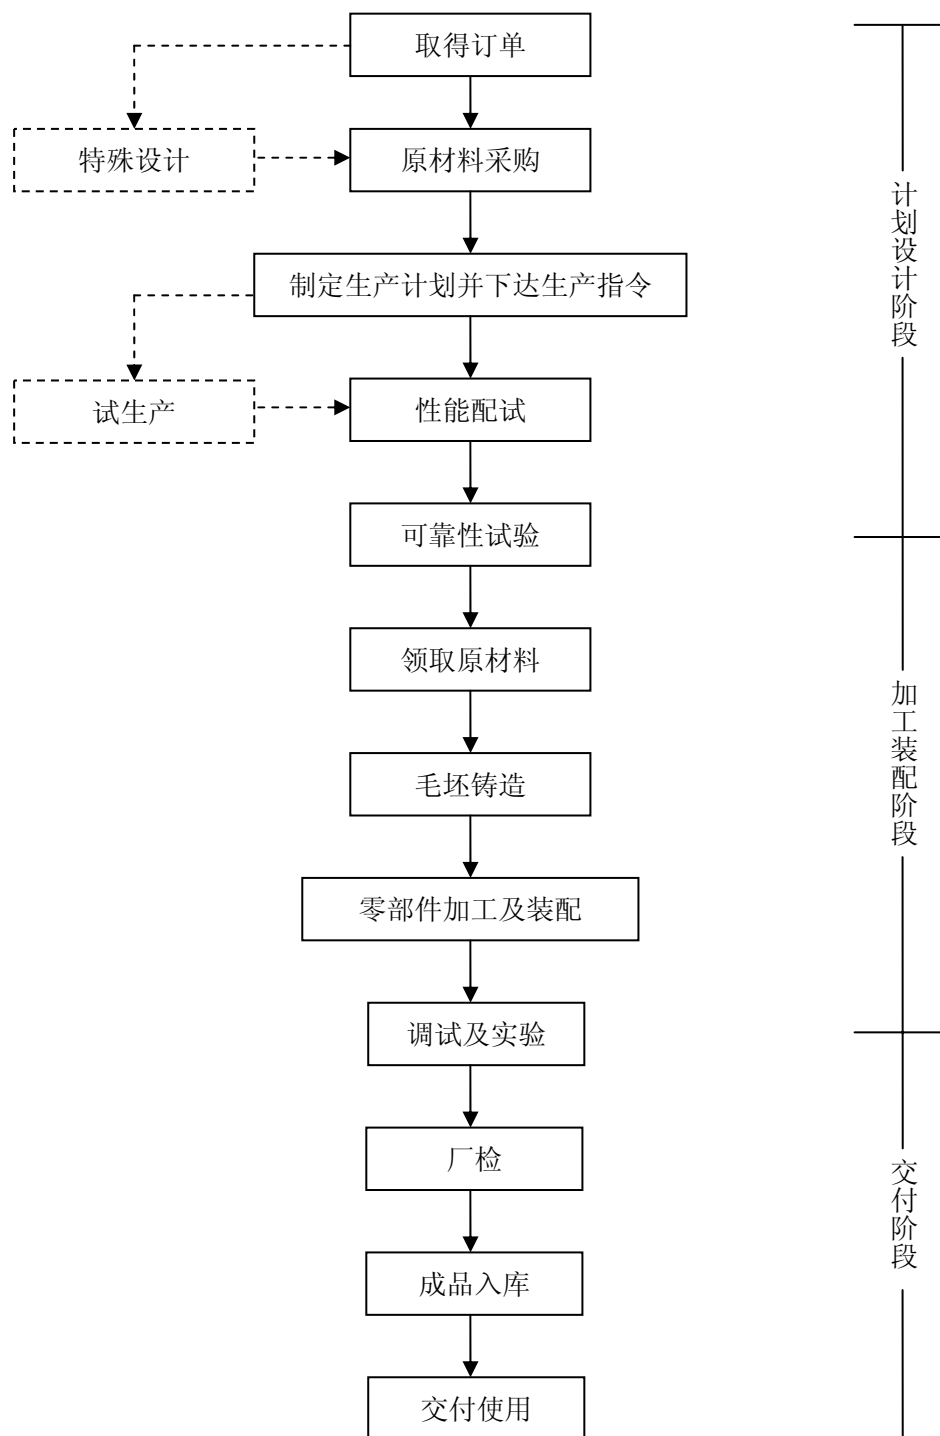 取得订单
特殊设计
原材料采购
计划设计阶段
制定生产计划并下达生产指令
试生产
性能配试
可靠性试验
领取原材料
加工装配阶段
毛坯铸造
零部件加工及装配
调试及实验
厂检
交付阶段
成品入库
交付使用